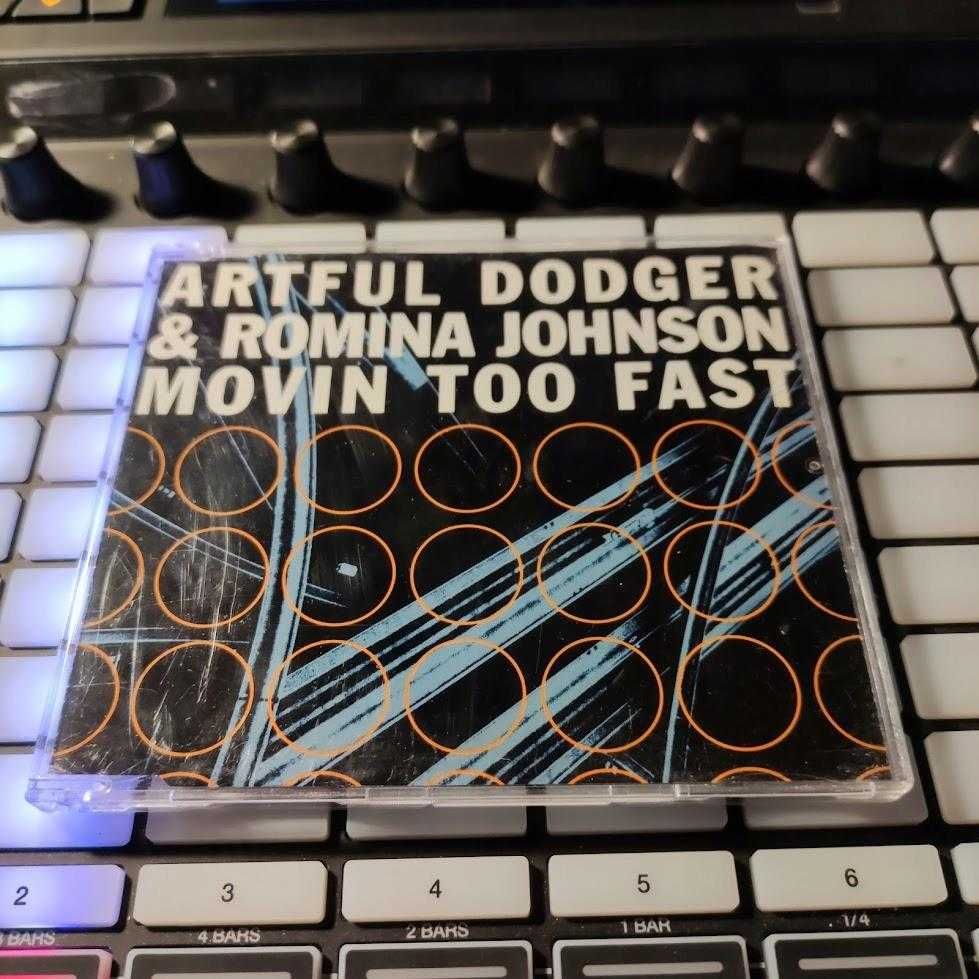 ARTFUL DODGER
& ROMINA JOHNSON
MOVIN TOO FAST
2 3 4 5 6
BARS 4 BARS 2 BARS 1 BAR 1/4